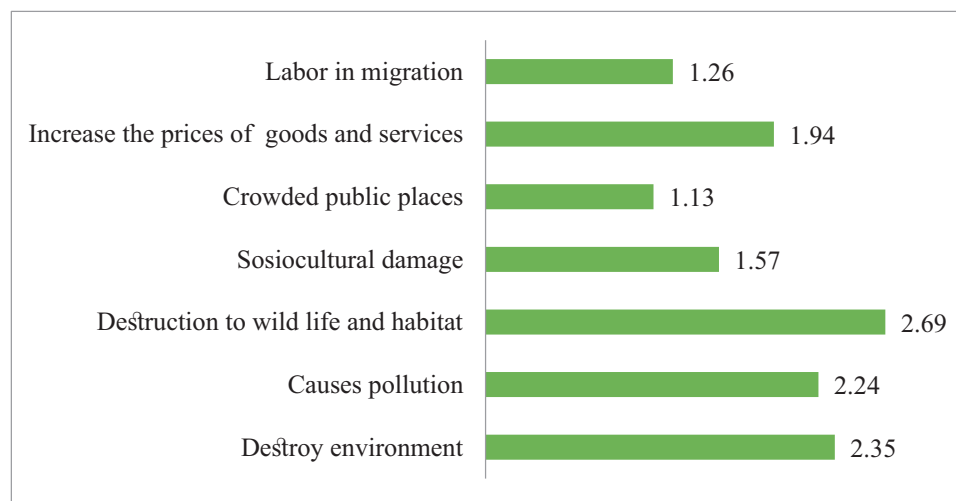 Labor in migration 1.26
Increase the prices of goods and services 1.94
Crowded public places 1.13
Sosiocultural damage 1.57
Destruction to wild life and habitat 2.69
Causes pollution 2.24
Destroy environment 2.35